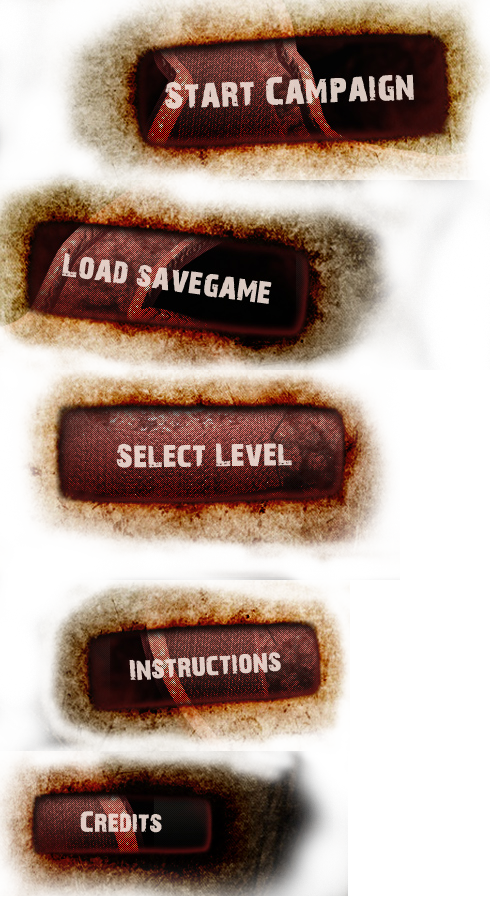 Start Campaign
Load Savegame
Select Level
Instructions
Credits